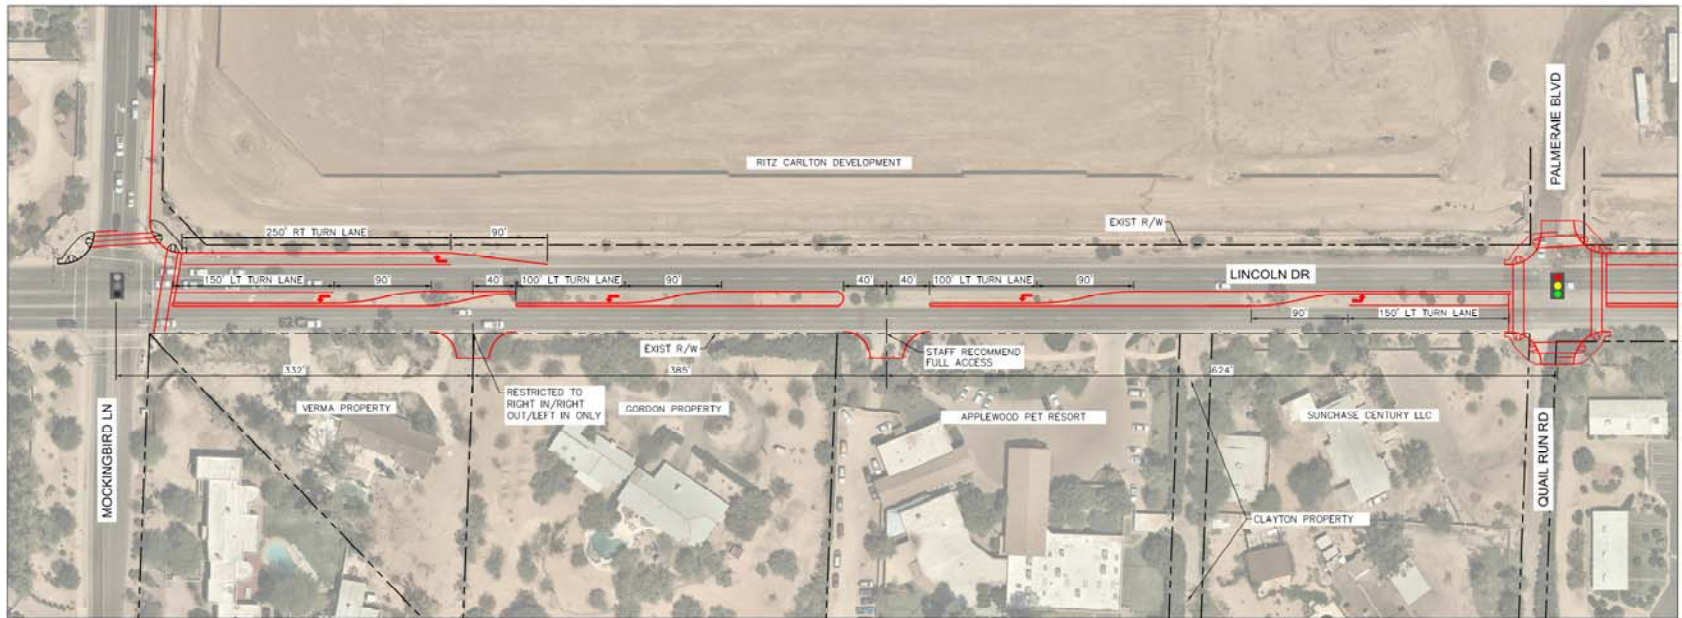 PALMERAIE BLVD
RITZ CARLTON DEVELOPMENT
EXIST R/W
250' RT TURN LANE
90'
LINCOLN DR
150' LT TURN LANE
90'
40'
100' LT TURN LANE
90'
40'
40'
100' LT TURN LANE
90'
90'
150' LT TURN LANE
EXIST R/W
STAFF RECOMMEND
FULL ACCESS
332'
385'
624'
RESTRICTED TO
RIGHT IN/RIGHT
OUT/LEFT IN ONLY
VERMA PROPERTY
GORDON PROPERTY
APPLEWOOD PET RESORT
SUNCHASE CENTURY LLC
MOCKINGBIRD LN
QUAIL RUN RD
CLAYTON PROPERTY